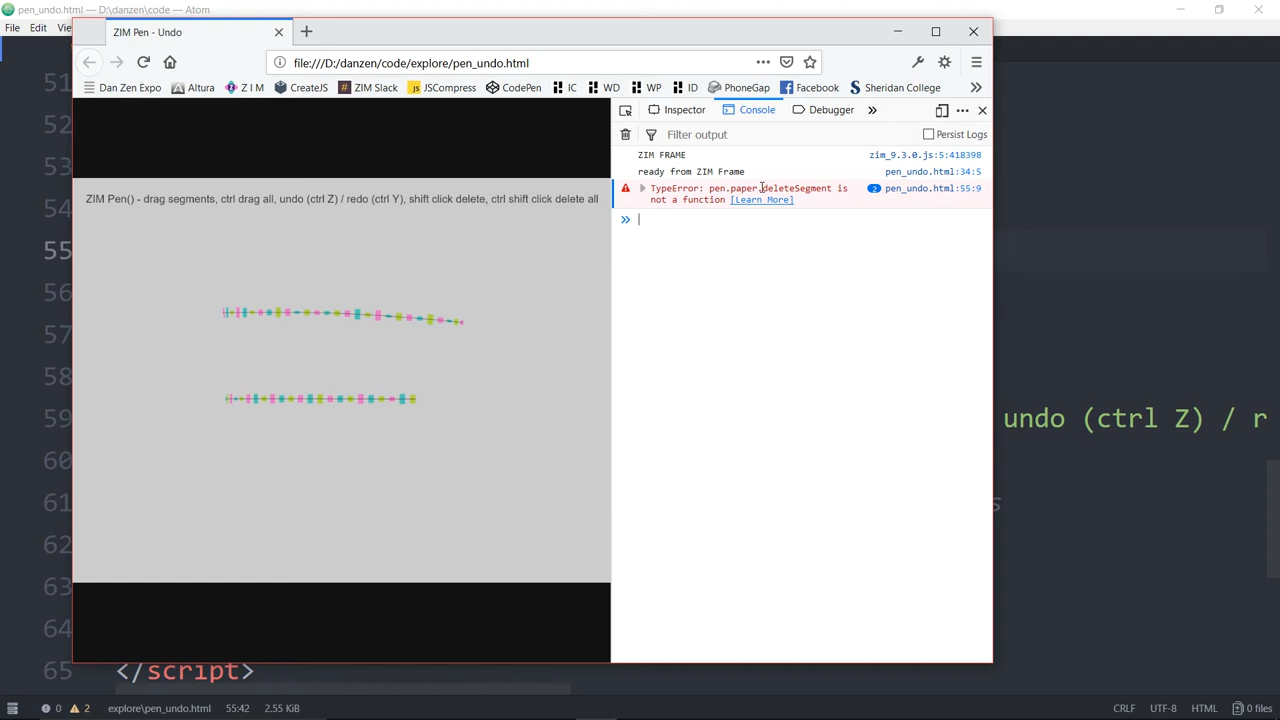 pen_undo.html — D:\danzen\code — Atom
File Edit Vie
ZIM Pen - Undo
file:///D:/danzen/code/explore/pen_undo.html
Dan Zen Expo Altura Z I M CreateJS ZIM Slack JSCompress CodePen IC WD WP ID PhoneGap Facebook Sheridan College
Inspector Console Debugger
Filter output Persist Logs
ZIM FRAME zim_9.3.0.js:5:418398
ready from ZIM Frame pen_undo.html:34:5
TypeError: pen.paper.deleteSegment is 2 pen_undo.html:55:9
not a function [Learn More]
ZIM Pen() - drag segments, ctrl drag all, undo (ctrl Z) / redo (ctrl Y), shift click delete, ctrl shift click delete all
51
52
53
54
55
56
57
58
59 undo (ctrl Z) / r
60
61 s
62
63
64
65 </script>
0 2 explore\pen_undo.html 55:42 2.55 KiB CRLF UTF-8 HTML 0 files